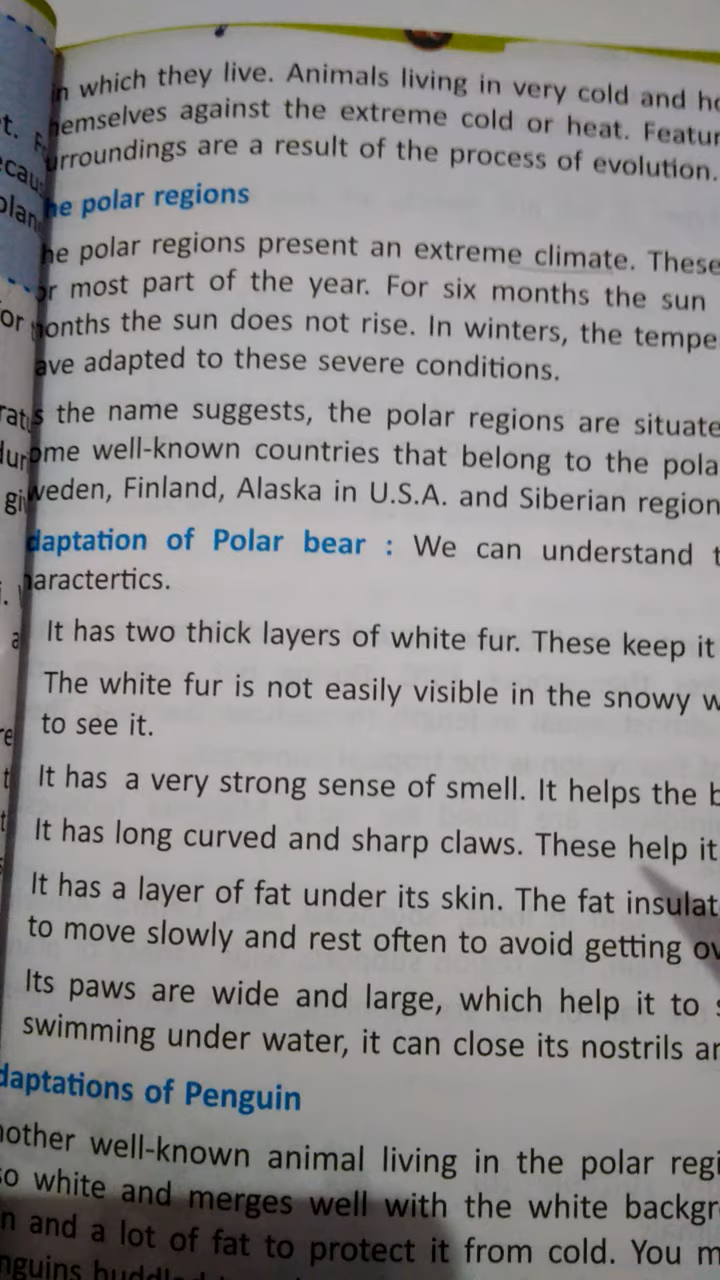 in which they live. Animals living in very cold and
hemselves against the extreme cold or heat. Featur
urroundings are a result of the process of evolution.
he polar regions
he polar regions present an extreme climate. These
or most part of the year. For six months the sun
months the sun does not rise. In winters, the tempe
ave adapted to these severe conditions.
s the name suggests, the polar regions are situate
ome well-known countries that belong to the pola
weden, Finland, Alaska in U.S.A. and Siberian region
daptation of Polar bear : We can understand t
haractertics.
It has two thick layers of white fur. These keep it
The white fur is not easily visible in the snowy w
to see it.
It has a very strong sense of smell. It helps the b
It has long curved and sharp claws. These help it
It has a layer of fat under its skin. The fat insulat
to move slowly and rest often to avoid getting ov
Its paws are wide and large, which help it to s
swimming under water, it can close its nostrils an
daptations of Penguin
nother well-known animal living in the polar regi
so white and merges well with the white backgr
n and a lot of fat to protect it from cold. You m
nguins